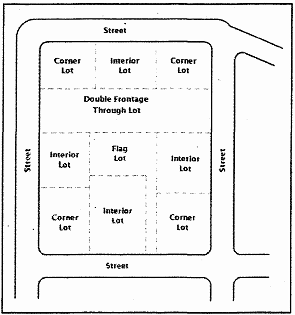 Street
Corner Lot
Interior Lot
Corner Lot
Double Frontage
Through Lot
Street
Interior Lot
Flag Lot
Interior Lot
Street
Corner Lot
Interior Lot
Corner Lot
Street